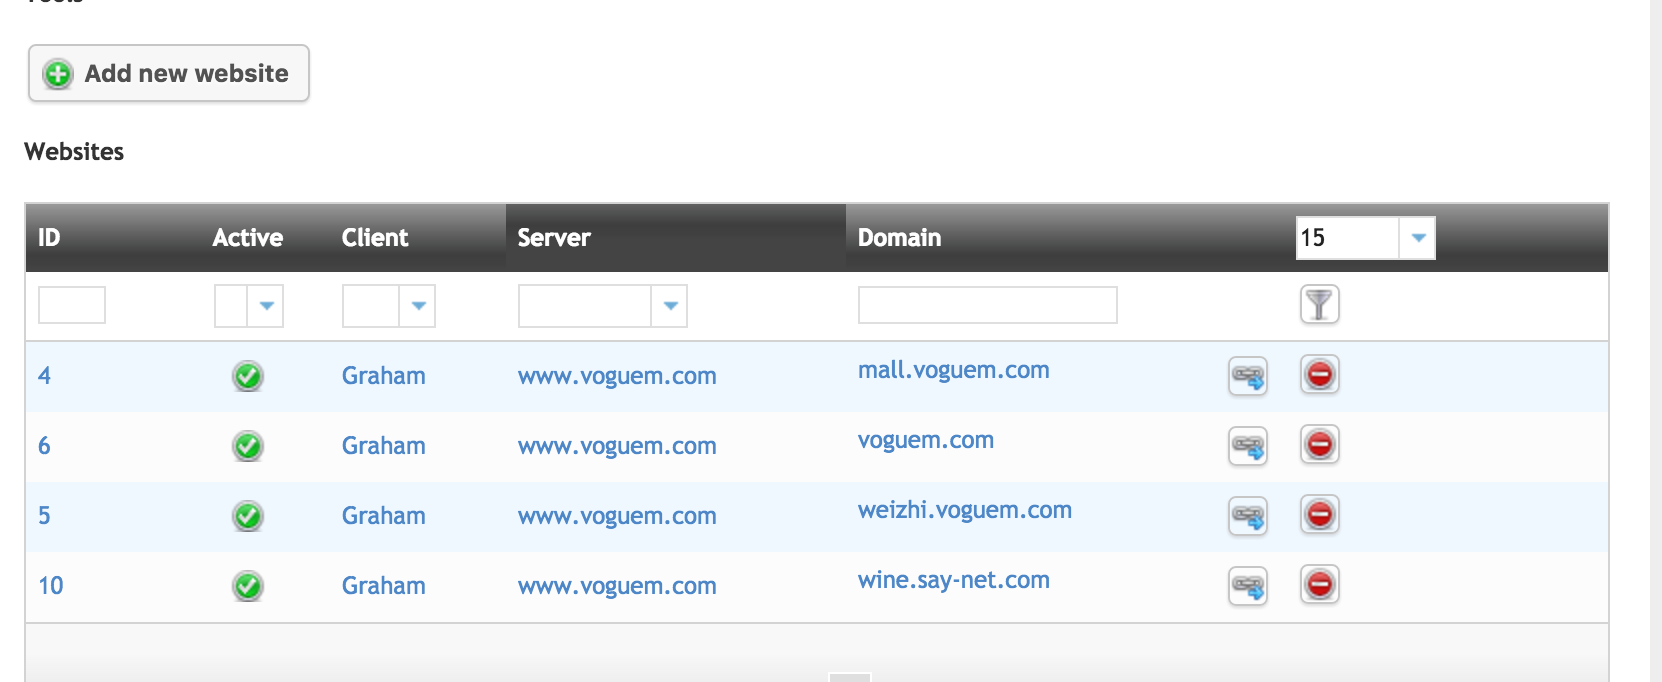 Tools
Add new website
Websites
ID Active Client Server Domain 15
4 Graham www.voguem.com mall.voguem.com
6 Graham www.voguem.com voguem.com
5 Graham www.voguem.com weizhi.voguem.com
10 Graham www.voguem.com wine.say-net.com